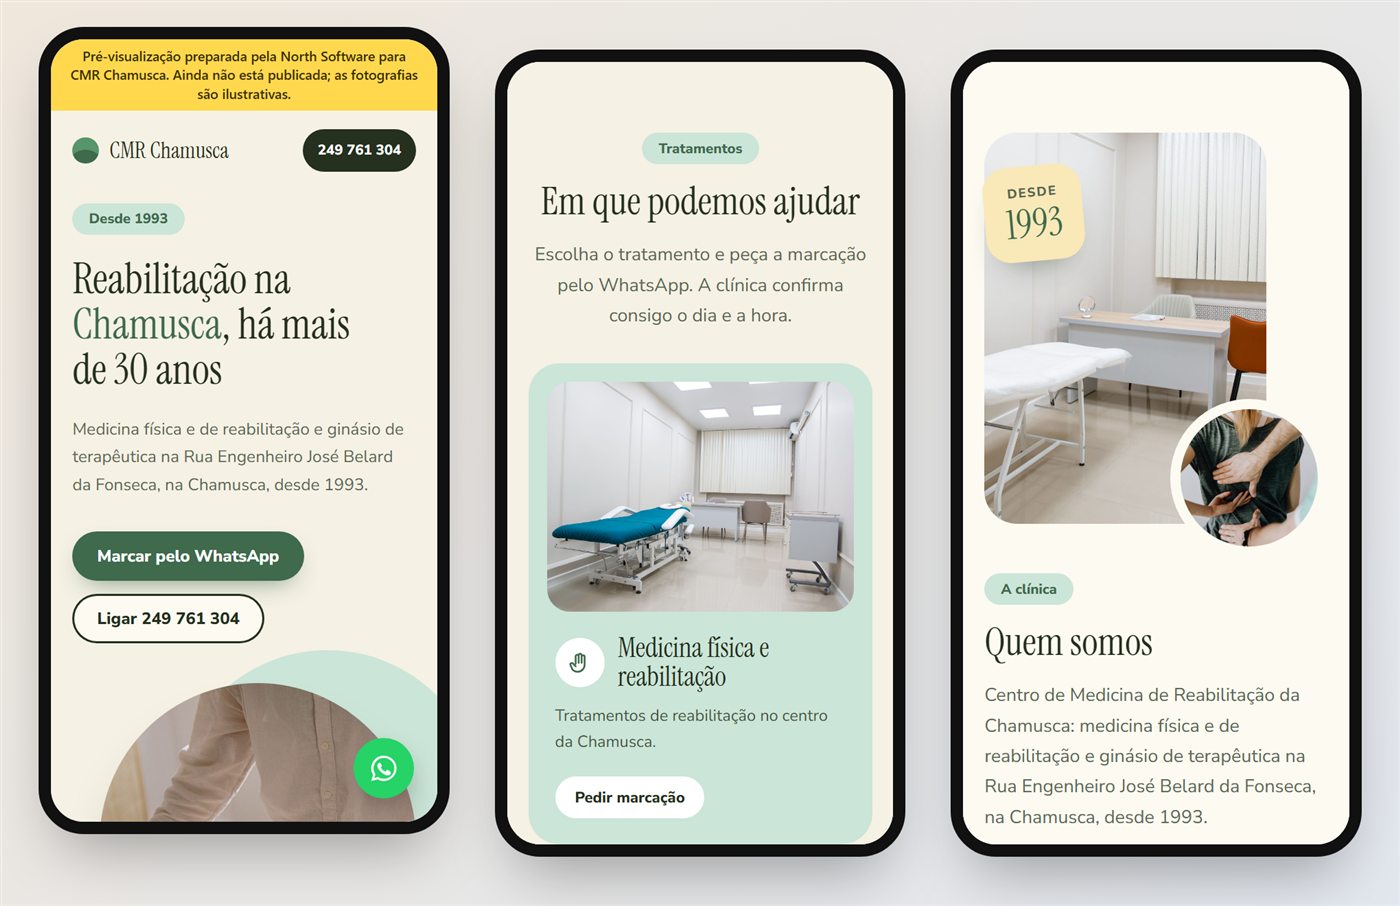 Pré-visualização preparada pela North Software para
CMR Chamusca. Ainda não está publicada; as fotografias
são ilustrativas.
CMR Chamusca
249 761 304
Desde 1993
Reabilitação na
Chamusca, há mais
de 30 anos
Medicina física e de reabilitação e ginásio de
terapêutica na Rua Engenheiro José Belard
da Fonseca, na Chamusca, desde 1993.
Marcar pelo WhatsApp
Ligar 249 761 304
Tratamentos
Em que podemos ajudar
Escolha o tratamento e peça a marcação
pelo WhatsApp. A clínica confirma
consigo o dia e a hora.
Medicina física e
reabilitação
Tratamentos de reabilitação no centro
da Chamusca.
Pedir marcação
DESDE
1993
A clínica
Quem somos
Centro de Medicina de Reabilitação da
Chamusca: medicina física e de
reabilitação e ginásio de terapêutica na
Rua Engenheiro José Belard da Fonseca,
na Chamusca, desde 1993.